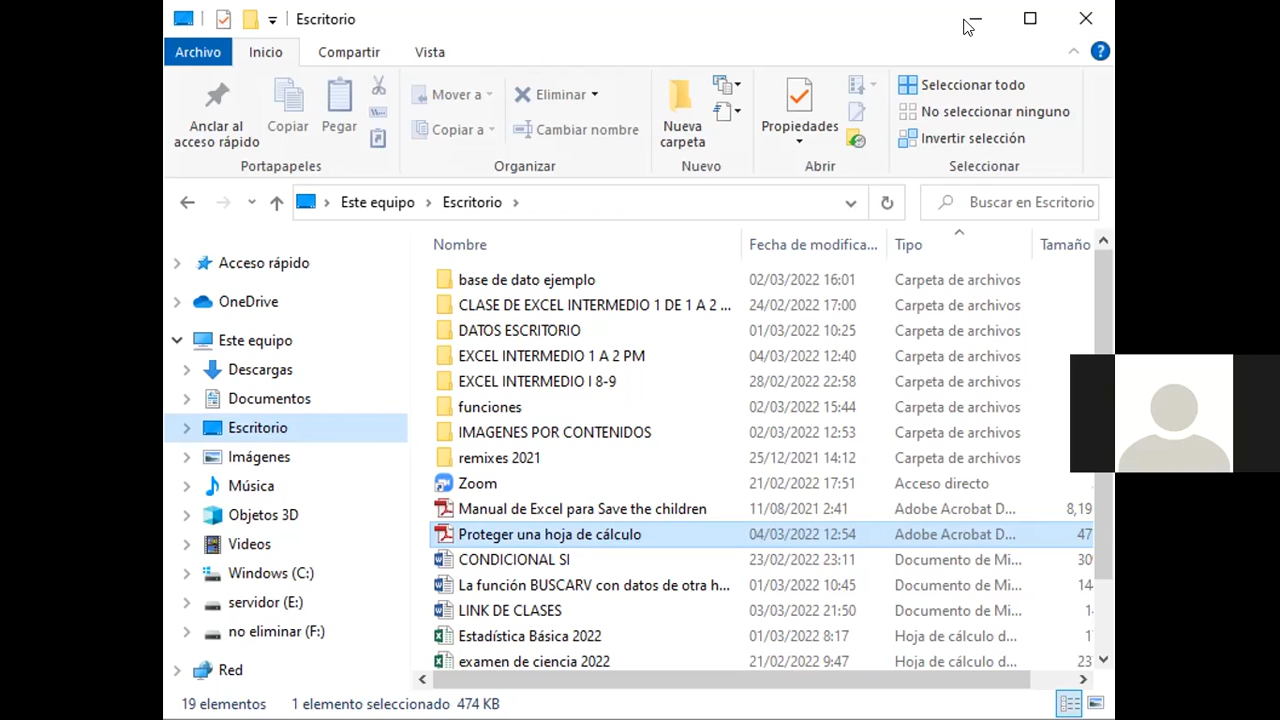 Escritorio
Archivo Inicio Compartir Vista
Anclar al acceso rápido
Copiar
Pegar
Portapapeles
Mover a
Copiar a
Eliminar
Cambiar nombre
Organizar
Nueva carpeta
Nuevo
Propiedades
Abrir
Seleccionar todo
No seleccionar ninguno
Invertir selección
Seleccionar
Este equipo > Escritorio >
Buscar en Escritorio
Acceso rápido
OneDrive
Este equipo
Descargas
Documentos
Escritorio
Imágenes
Música
Objetos 3D
Videos
Windows (C:)
servidor (E:)
no eliminar (F:)
Red
Nombre Fecha de modifica... Tipo Tamaño
base de dato ejemplo 02/03/2022 16:01 Carpeta de archivos
CLASE DE EXCEL INTERMEDIO 1 DE 1 A 2 ... 24/02/2022 17:00 Carpeta de archivos
DATOS ESCRITORIO 01/03/2022 10:25 Carpeta de archivos
EXCEL INTERMEDIO 1 A 2 PM 04/03/2022 12:40 Carpeta de archivos
EXCEL INTERMEDIO I 8-9 28/02/2022 22:58 Carpeta de archivos
funciones 02/03/2022 15:44 Carpeta de archivos
IMAGENES POR CONTENIDOS 02/03/2022 12:53 Carpeta de archivos
remixes 2021 25/12/2021 14:12 Carpeta de archivos
Zoom 21/02/2022 17:51 Acceso directo
Manual de Excel para Save the children 11/08/2021 2:41 Adobe Acrobat D... 8,19
Proteger una hoja de cálculo 04/03/2022 12:54 Adobe Acrobat D... 47
CONDICIONAL SI 23/02/2022 23:11 Documento de Mi... 30
La función BUSCARV con datos de otra h... 01/03/2022 10:45 Documento de Mi... 14
LINK DE CLASES 03/03/2022 21:50 Documento de Mi... 1
Estadística Básica 2022 01/03/2022 8:17 Hoja de cálculo d... 1
examen de ciencia 2022 21/02/2022 9:47 Hoja de cálculo d... 23
19 elementos 1 elemento seleccionado 474 KB